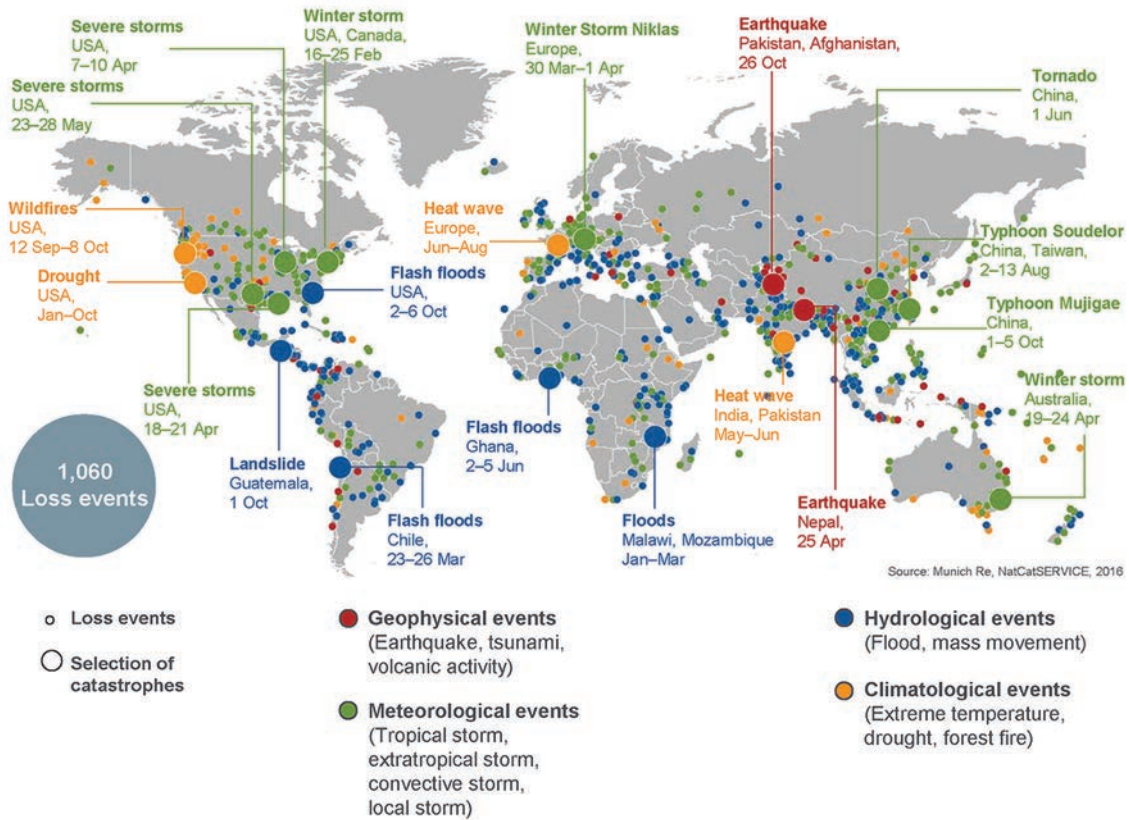 Severe storms
USA,
7–10 Apr
Winter storm
USA, Canada,
16–25 Feb
Winter Storm Niklas
Europe,
30 Mar–1 Apr
Earthquake
Pakistan, Afghanistan,
26 Oct
Tornado
China,
1 Jun
Severe storms
USA,
23–28 May
Wildfires
USA,
12 Sep–8 Oct
Heat wave
Europe,
Jun–Aug
Typhoon Soudelor
China, Taiwan,
2–13 Aug
Drought
USA,
Jan–Oct
Flash floods
USA,
2–6 Oct
Typhoon Mujigae
China,
1–5 Oct
Severe storms
USA,
18–21 Apr
Heat wave
India, Pakistan
May–Jun
Winter storm
Australia,
19–24 Apr
1,060
Loss events
Landslide
Guatemala,
1 Oct
Flash floods
Ghana,
2–5 Jun
Flash floods
Chile,
23–26 Mar
Floods
Malawi, Mozambique
Jan–Mar
Earthquake
Nepal,
25 Apr
Source: Munich Re, NatCatSERVICE, 2016
Loss events
Selection of
catastrophes
Geophysical events
(Earthquake, tsunami,
volcanic activity)
Meteorological events
(Tropical storm,
extratropical storm,
convective storm,
local storm)
Hydrological events
(Flood, mass movement)
Climatological events
(Extreme temperature,
drought, forest fire)